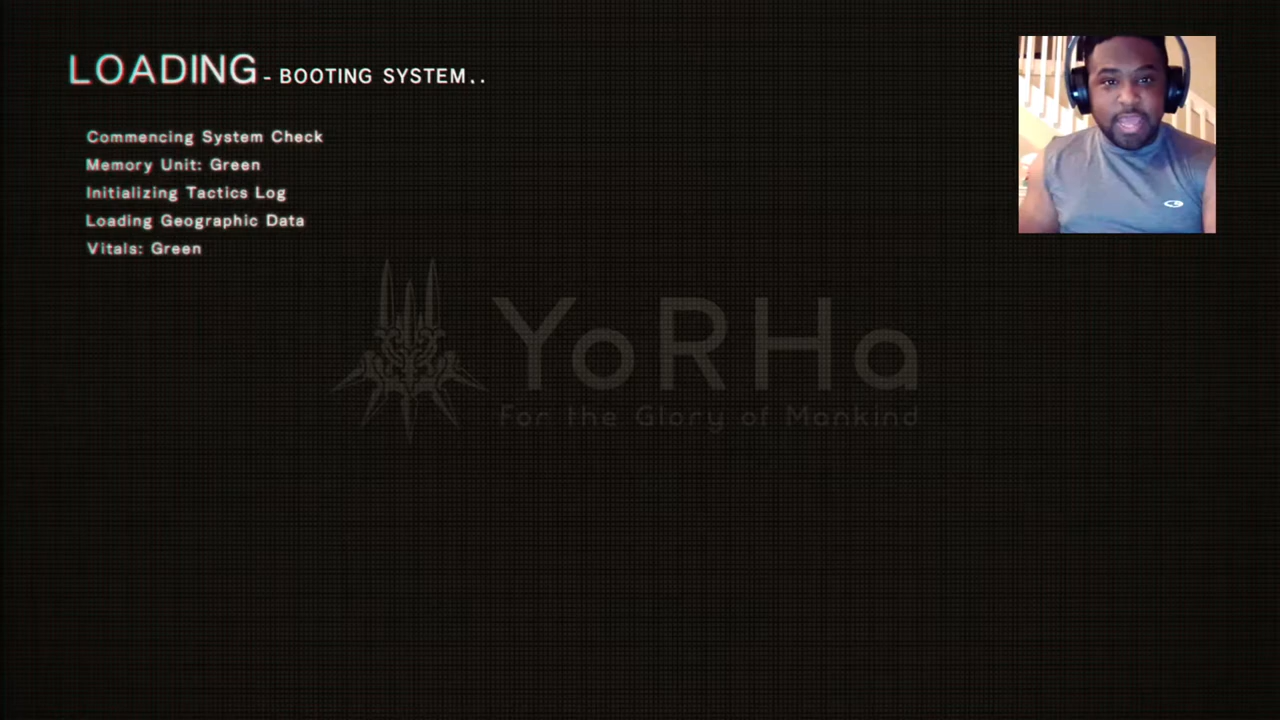 LOADING - BOOTING SYSTEM..
Commencing System Check
Memory Unit: Green
Initializing Tactics Log
Loading Geographic Data
Vitals: Green
YoRHa
For the Glory of Mankind